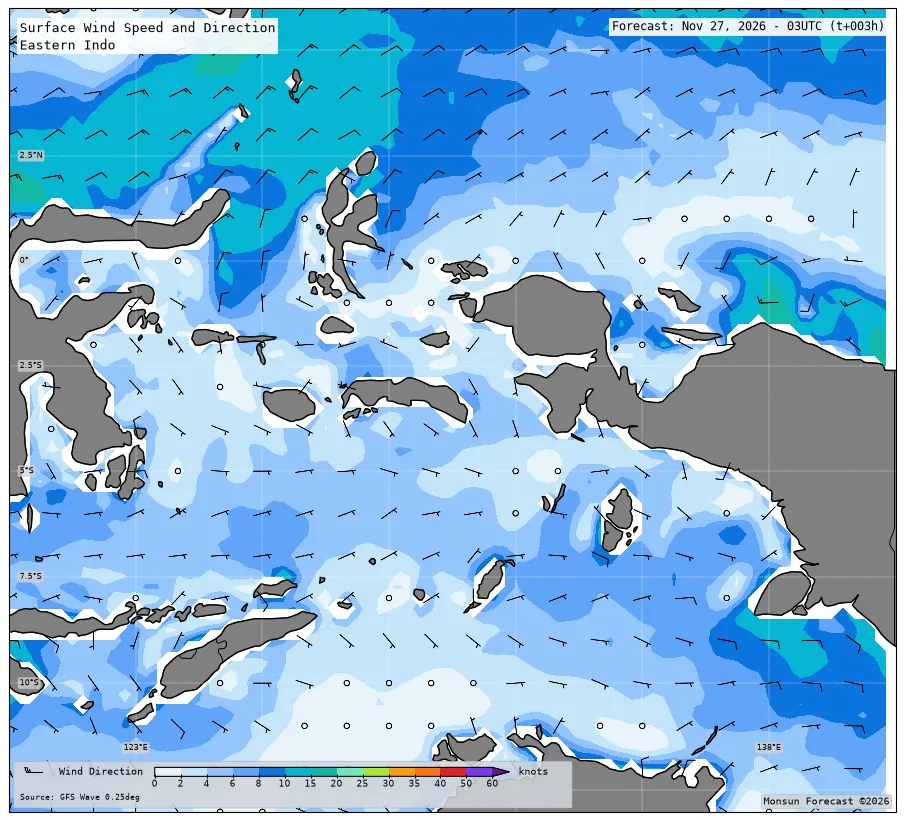 Surface Wind Speed and Direction
Eastern Indo
Forecast: Nov 27, 2026 - 03UTC (t+003h)
2.5°N
0°
2.5°S
5°S
7.5°S
10°S
123°E
138°E
Wind Direction
knots
0 2 4 6 8 10 15 20 25 30 35 40 50 60
Source: GFS Wave 0.25deg
Monsun Forecast ©2026